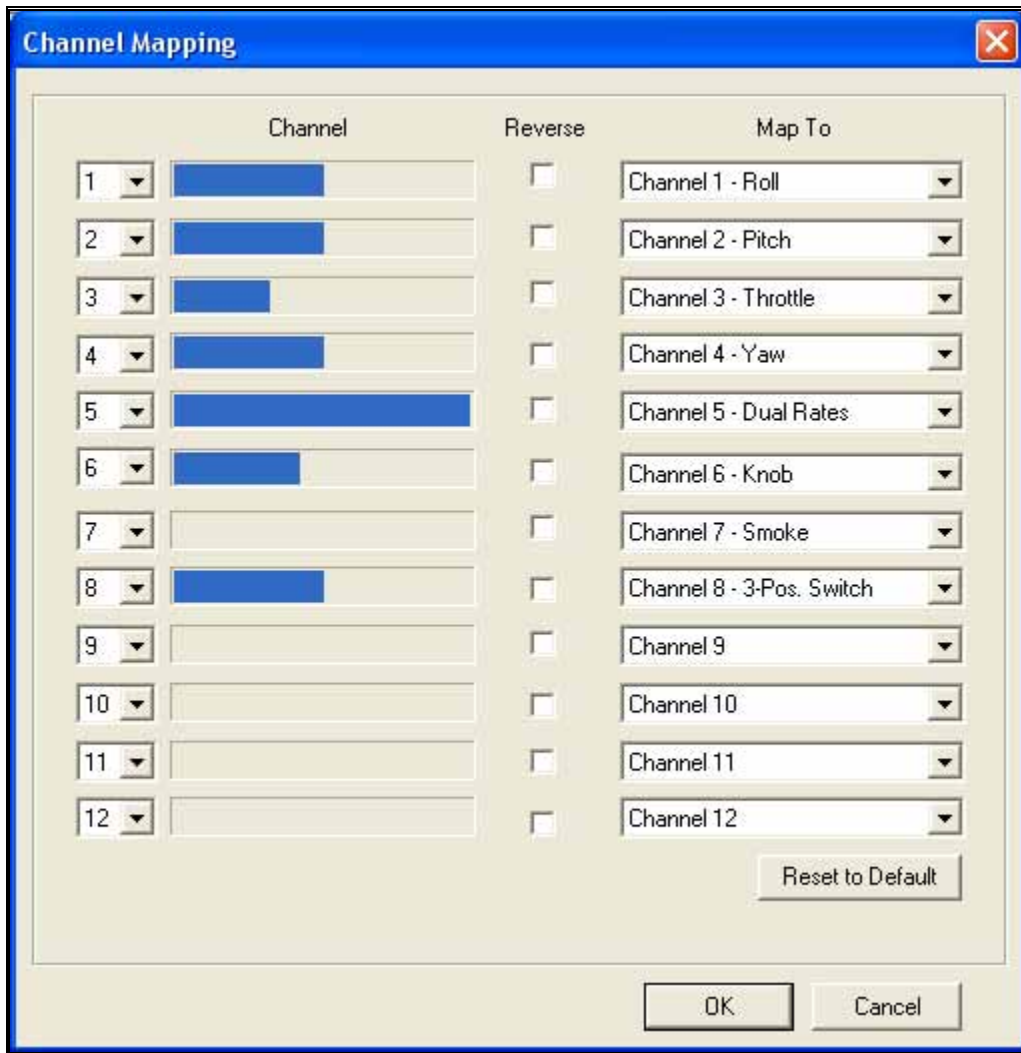 Channel Mapping
Channel Reverse Map To
1 Channel 1 - Roll
2 Channel 2 - Pitch
3 Channel 3 - Throttle
4 Channel 4 - Yaw
5 Channel 5 - Dual Rates
6 Channel 6 - Knob
7 Channel 7 - Smoke
8 Channel 8 - 3-Pos. Switch
9 Channel 9
10 Channel 10
11 Channel 11
12 Channel 12
Reset to Default
OK Cancel